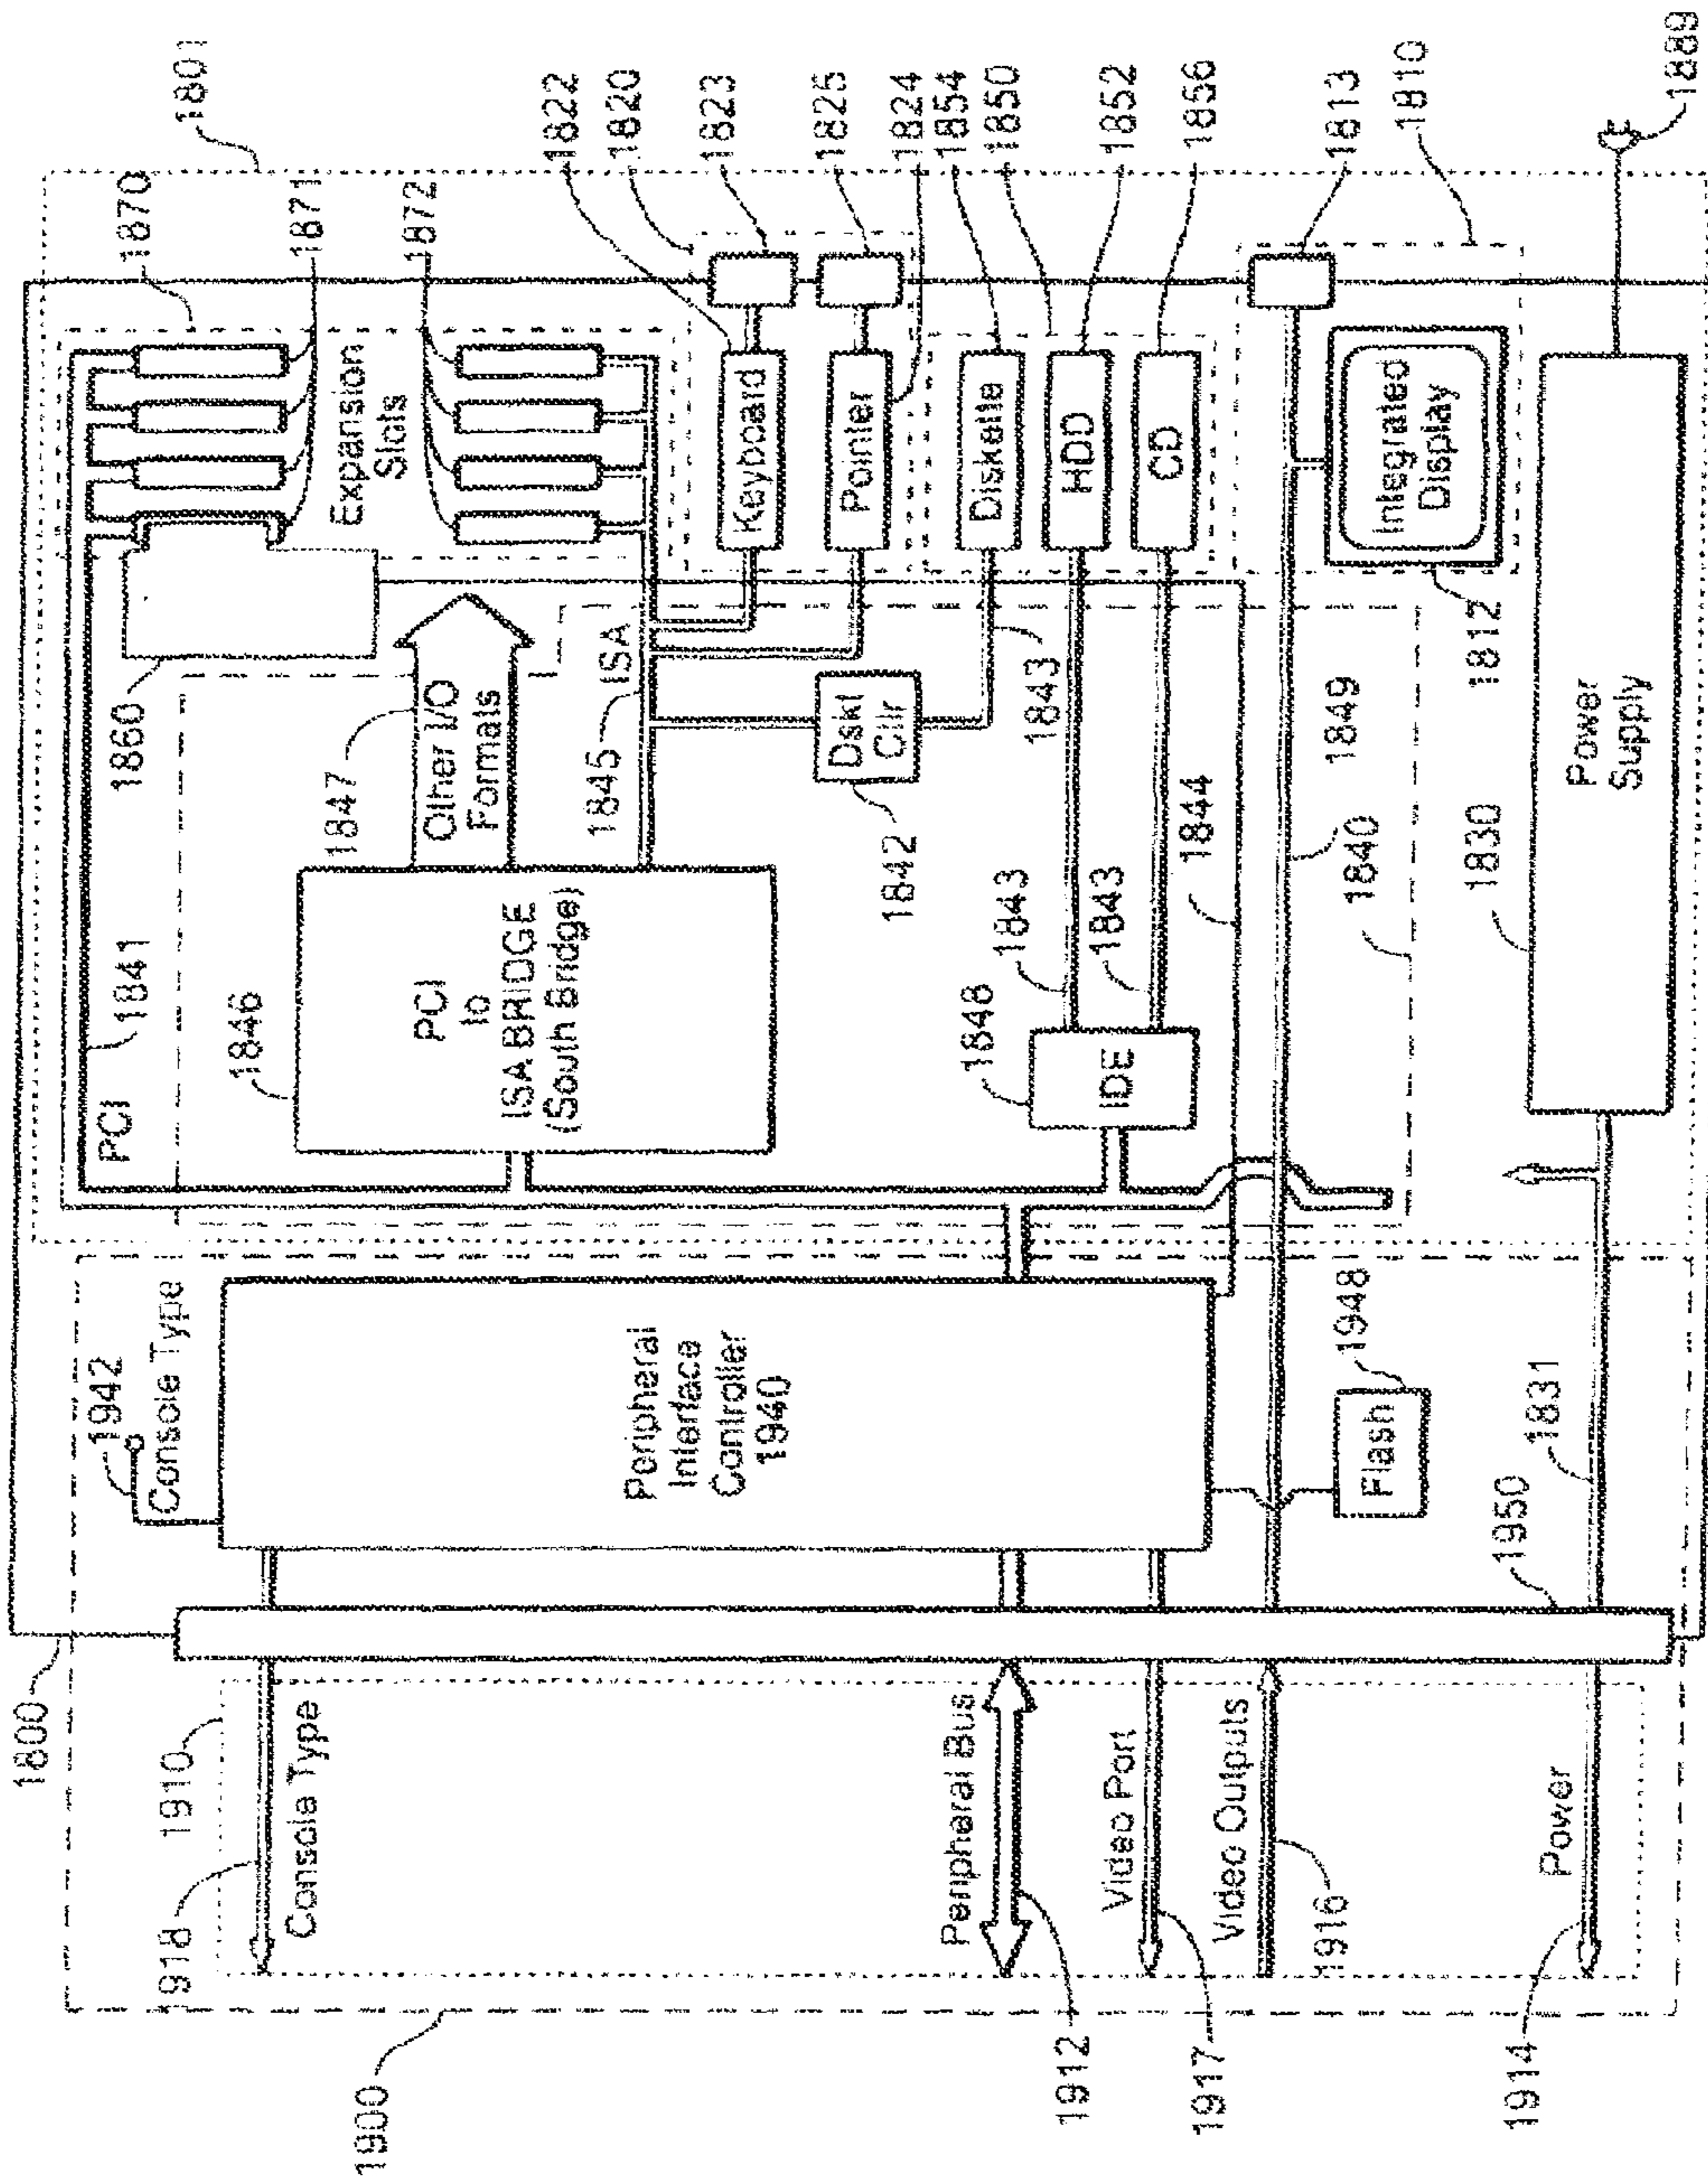 1900
1918
Console Type
1910
1800
1912
Peripheral Bus
1917
Video Port
1916
Video Outputs
1914
Power
1950
1942
Console Type
Peripheral
Interface
Controller
1940
Flash
1948
1831
PCI
1841
1846
PCI
to
ISA BRIDGE
(South Bridge)
1847
Other I/O
Formats
1860
1845
ISA
1842
Dskt
Ctlr
1843
1848
IDE
1843
1843
1844
1849
1840
1830
Power
Supply
1812
Integrated
Display
Expansion
Slots
Keyboard
Pointer
Diskette
HDD
CD
1801
1870
1871
1872
1822
1820
1823
1825
1824
1854
1850
1852
1856
1813
1810
1889